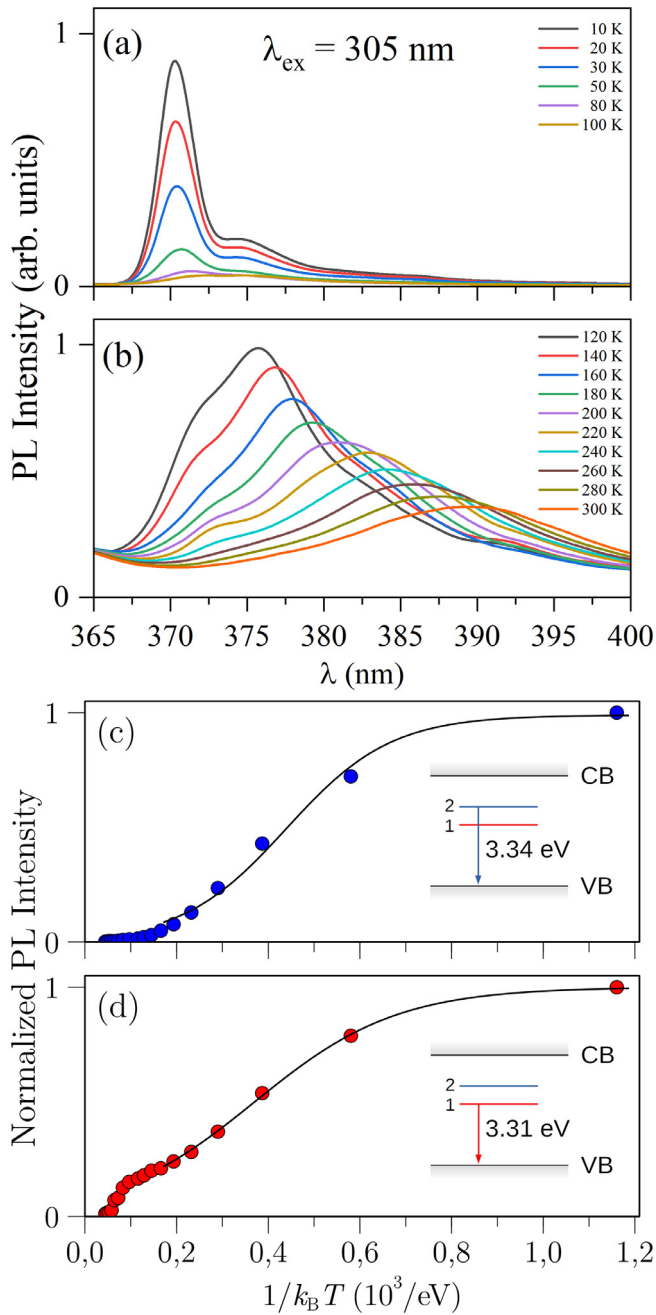 (a)
λex = 305 nm
10 K
20 K
30 K
50 K
80 K
100 K
1
0
PL Intensity (arb. units)
(b)
120 K
140 K
160 K
180 K
200 K
220 K
240 K
260 K
280 K
300 K
1
0
365 370 375 380 385 390 395 400
λ (nm)
(c)
1
0
CB
2
1
3.34 eV
VB
Normalized PL Intensity
(d)
1
0
CB
2
1
3.31 eV
VB
0,0 0,2 0,4 0,6 0,8 1,0 1,2
1/kBT (10³/eV)